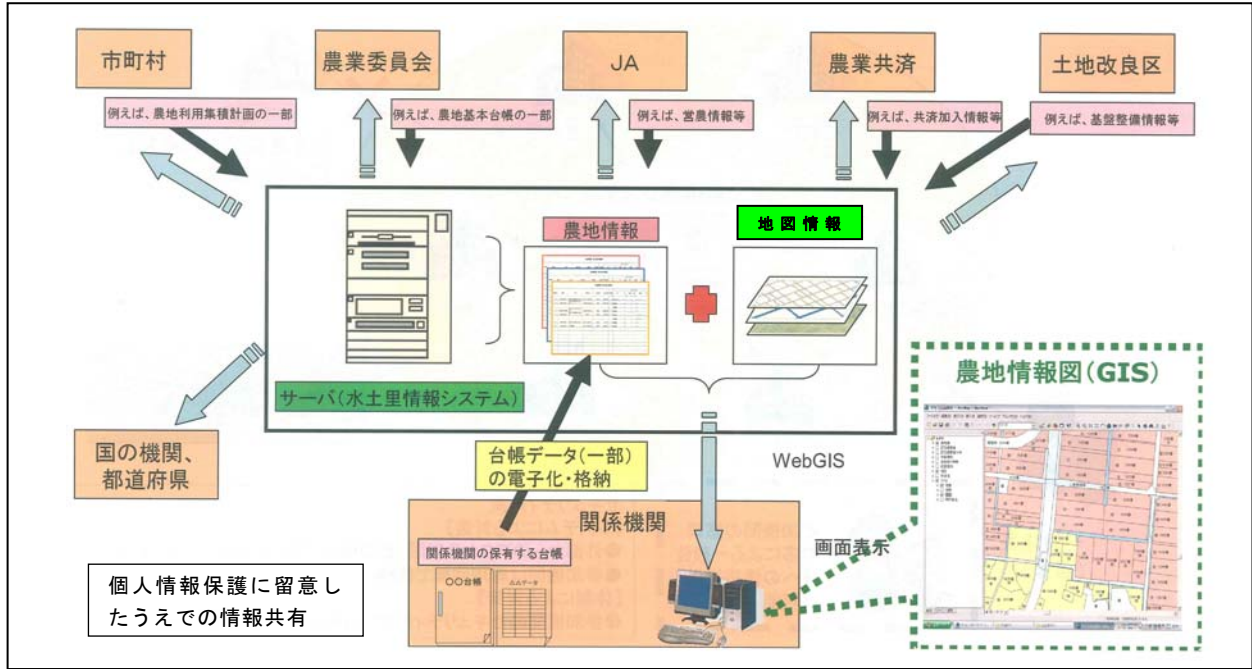 市町村
農業委員会
JA
農業共済
土地改良区
例えば、農地利用集積計画の一部
例えば、農地基本台帳の一部
例えば、営農情報等
例えば、共済加入情報等
例えば、基盤整備情報等
農地情報
地図情報
サーバ(水土里情報システム)
国の機関、
都道府県
台帳データ(一部)
の電子化・格納
WebGIS
農地情報図(GIS)
関係機関
関係機関の保有する台帳
〇〇台帳
△△データ
画面表示
個人情報保護に留意し
たうえでの情報共有